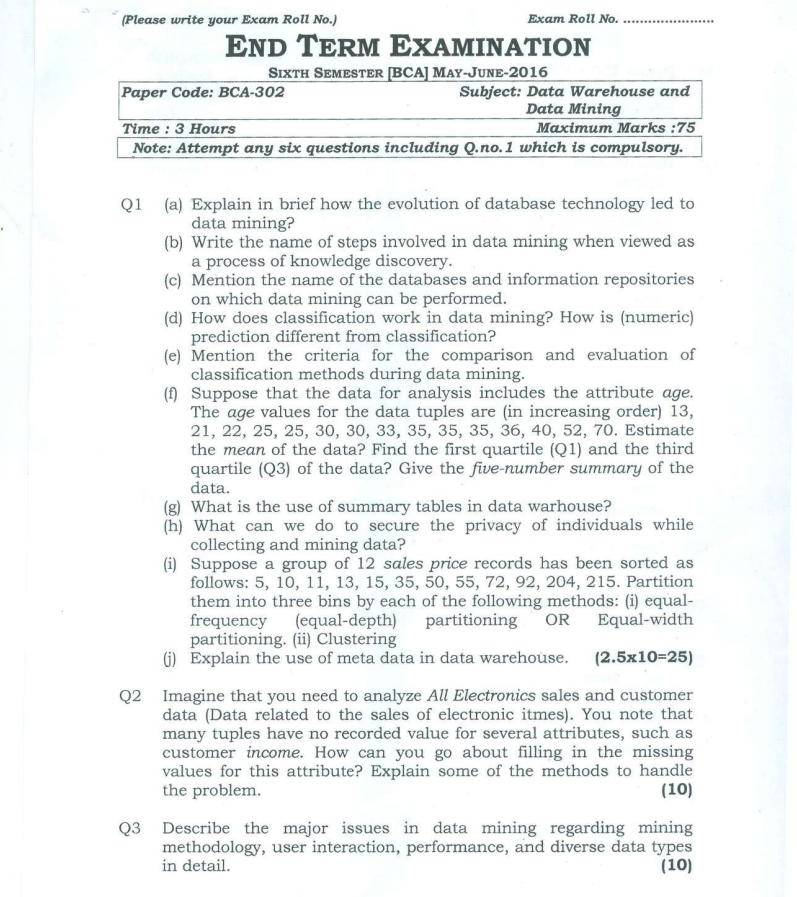 (Please write your Exam Roll No.) Exam Roll No. ......................
END TERM EXAMINATION
SIXTH SEMESTER [BCA] MAY-JUNE-2016
Paper Code: BCA-302 Subject: Data Warehouse and
Data Mining
Time : 3 Hours Maximum Marks :75
Note: Attempt any six questions including Q.no.1 which is compulsory.
Q1 (a) Explain in brief how the evolution of database technology led to
data mining?
(b) Write the name of steps involved in data mining when viewed as
a process of knowledge discovery.
(c) Mention the name of the databases and information repositories
on which data mining can be performed.
(d) How does classification work in data mining? How is (numeric)
prediction different from classification?
(e) Mention the criteria for the comparison and evaluation of
classification methods during data mining.
(f) Suppose that the data for analysis includes the attribute age.
The age values for the data tuples are (in increasing order) 13,
21, 22, 25, 25, 30, 30, 33, 35, 35, 35, 36, 40, 52, 70. Estimate
the mean of the data? Find the first quartile (Q1) and the third
quartile (Q3) of the data? Give the five-number summary of the
data.
(g) What is the use of summary tables in data warhouse?
(h) What can we do to secure the privacy of individuals while
collecting and mining data?
(i) Suppose a group of 12 sales price records has been sorted as
follows: 5, 10, 11, 13, 15, 35, 50, 55, 72, 92, 204, 215. Partition
them into three bins by each of the following methods: (i) equal-
frequency (equal-depth) partitioning OR Equal-width
partitioning. (ii) Clustering
(j) Explain the use of meta data in data warehouse. (2.5x10=25)
Q2 Imagine that you need to analyze All Electronics sales and customer
data (Data related to the sales of electronic itmes). You note that
many tuples have no recorded value for several attributes, such as
customer income. How can you go about filling in the missing
values for this attribute? Explain some of the methods to handle
the problem. (10)
Q3 Describe the major issues in data mining regarding mining
methodology, user interaction, performance, and diverse data types
in detail. (10)